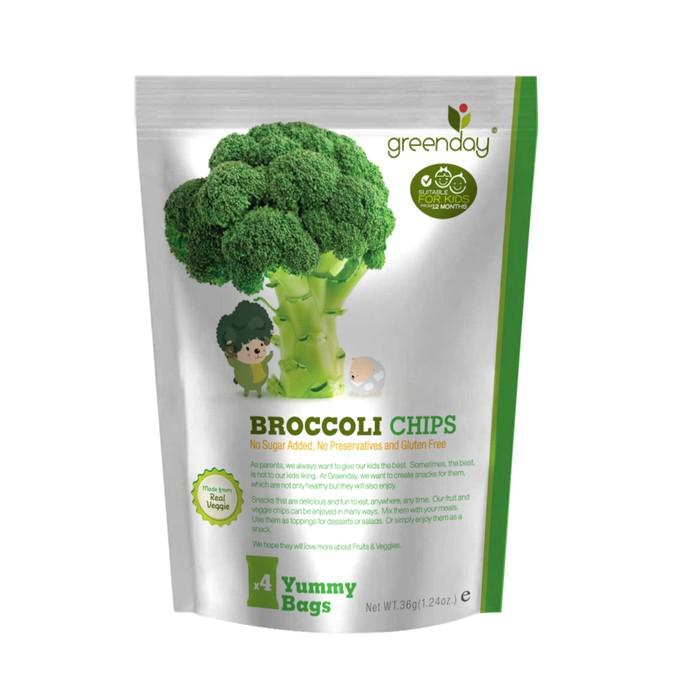 greenday®
SUITABLE
FOR KIDS
FROM 12 MONTHS
BROCCOLI CHIPS
No Sugar Added, No Preservatives and Gluten Free
As parents, we always want to give our kids the best. Sometimes, the best,
is not to our kids liking. At Greenday, we want to create snacks for them,
which are not only healthy but they will also enjoy.
Snacks that are delicious and fun to eat, anywhere, any time. Our fruit and
veggie chips can be enjoyed in many ways. Mix them with your meals.
Use them as toppings for desserts or salads. Or simply enjoy them as a
snack.
We hope they will love more about Fruits & Veggies.
Made from
Real
Veggie
x4 Yummy
Bags
Net WT.36g(1.24oz.) e